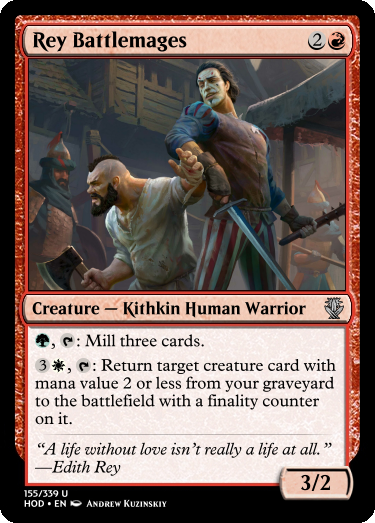 Rey Battlemages 2
Creature — Kithkin Human Warrior
, : Mill three cards.
3 , : Return target creature card with
mana value 2 or less from your graveyard
to the battlefield with a finality counter
on it.
“A life without love isn’t really a life at all.”
—Edith Rey
3/2
155/339 U
HOD • EN Andrew Kuzinskiy